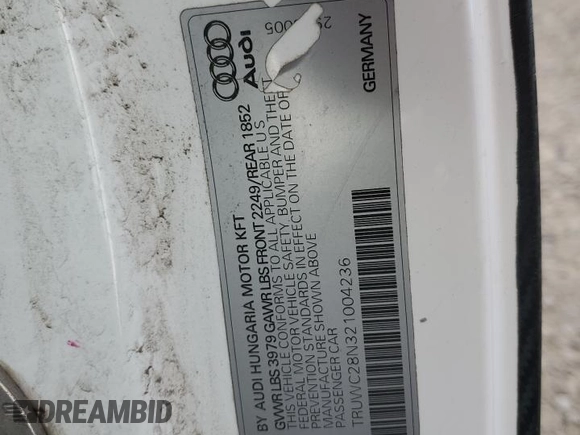 Audi
BY AUDI HUNGARIA MOTOR KFT
GVWR LBS 3979 GAWR LBS FRONT 2249/REAR 1852
THIS VEHICLE CONFORMS TO ALL APPLICABLE U S
FEDERAL MOTOR VEHICLE SAFETY, BUMPER AND THEFT
PREVENTION STANDARDS IN EFFECT ON THE DATE OF
MANUFACTURE SHOWN ABOVE
PASSENGER CAR
TRUWC28N321004236
GERMANY
DREAMBID